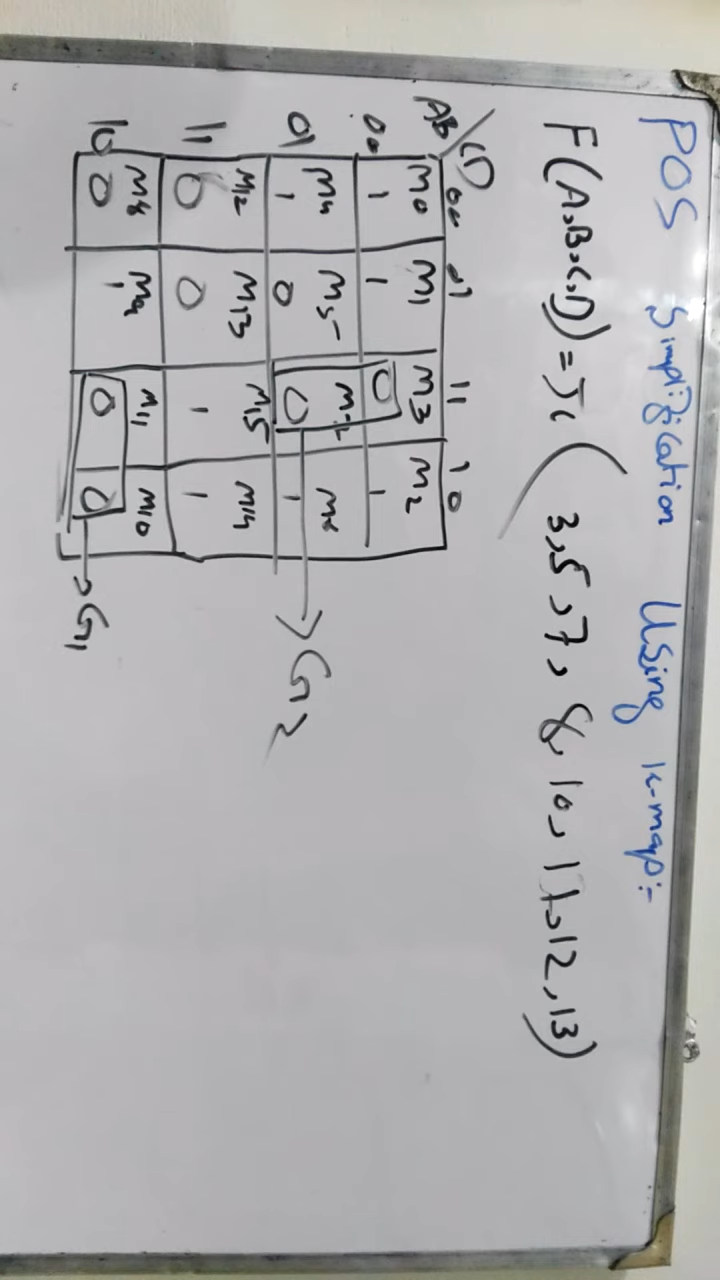 POS Simplification Using K-map:-
F(A,B,C,D) = π ( 3,5,7, 8, 10, 11, 12, 13)
AB\CD 00 01 11 10
00 M0 1 M1 1 M3 0 M2 1
01 M4 1 M5 0 M7 0 M6 1
11 M12 0 M13 0 M15 1 M14 1
10 M8 0 M9 1 M11 0 M10 0
→G2
→G1